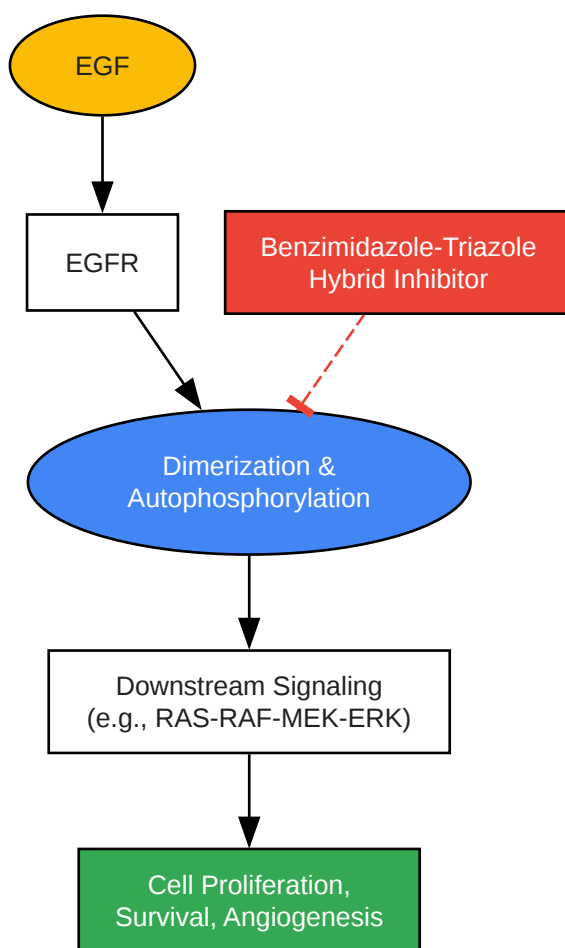 EGF
EGFR
Benzimidazole-Triazole
Hybrid Inhibitor
Dimerization &
Autophosphorylation
Downstream Signaling
(e.g., RAS-RAF-MEK-ERK)
Cell Proliferation,
Survival, Angiogenesis